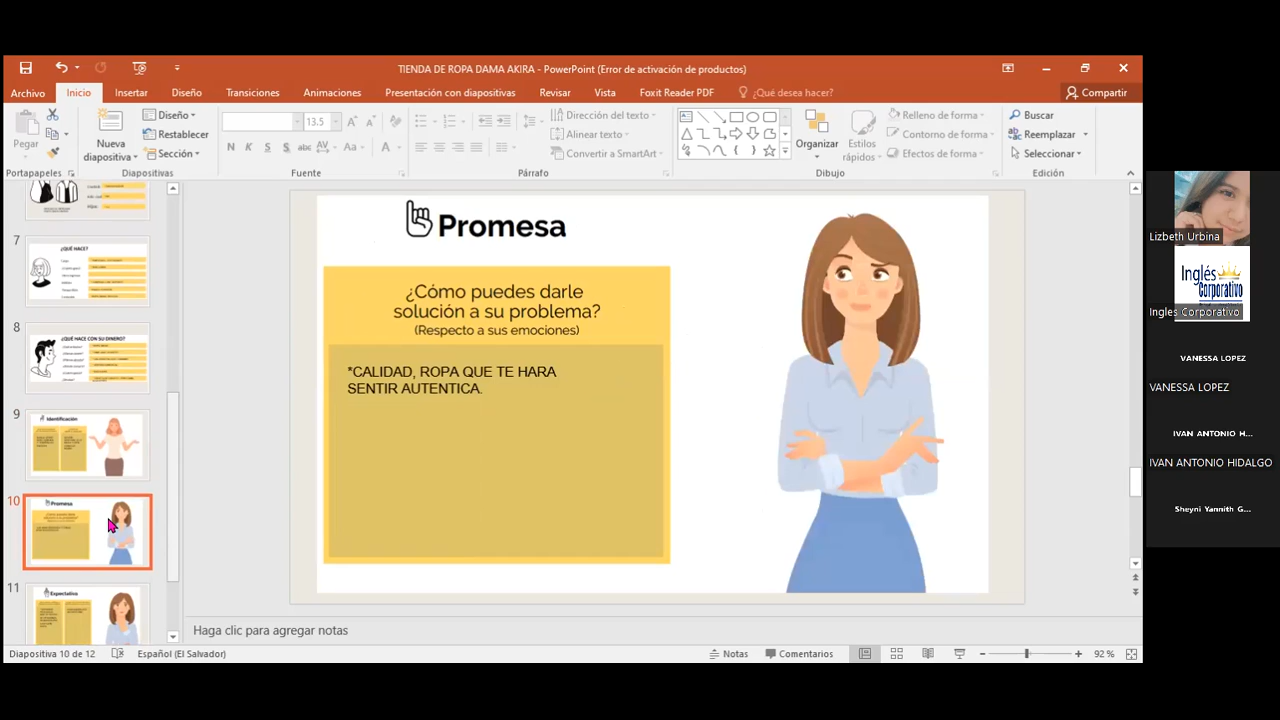 TIENDA DE ROPA DAMA AKIRA - PowerPoint (Error de activación de productos)
Archivo Inicio Insertar Diseño Transiciones Animaciones Presentación con diapositivas Revisar Vista Foxit Reader PDF ¿Qué desea hacer? Compartir
Pegar
Nueva
diapositiva
Diseño
Restablecer
Sección
13.5
N K S S abc AV Aa A
Dirección del texto
Alinear texto
Convertir a SmartArt
Organizar
Estilos
rápidos
Relleno de forma
Contorno de forma
Efectos de forma
Buscar
Reemplazar
Seleccionar
Portapapeles Diapositivas Fuente Párrafo Dibujo Edición
7
¿QUÉ HACE?
8
¿QUÉ HACE CON SU DINERO?
9
Identificación
10
Promesa
11
Expectativa
Promesa
¿Cómo puedes darle
solución a su problema?
(Respecto a sus emociones)
*CALIDAD, ROPA QUE TE HARA
SENTIR AUTENTICA.
Haga clic para agregar notas
Diapositiva 10 de 12 Español (El Salvador) Notas Comentarios 92 %
Lizbeth Urbina
Inglés
Corporativo
Ingles Corporativo
VANESSA LOPEZ
VANESSA LOPEZ
IVAN ANTONIO H...
IVAN ANTONIO HIDALGO
Sheyni Yannith G...